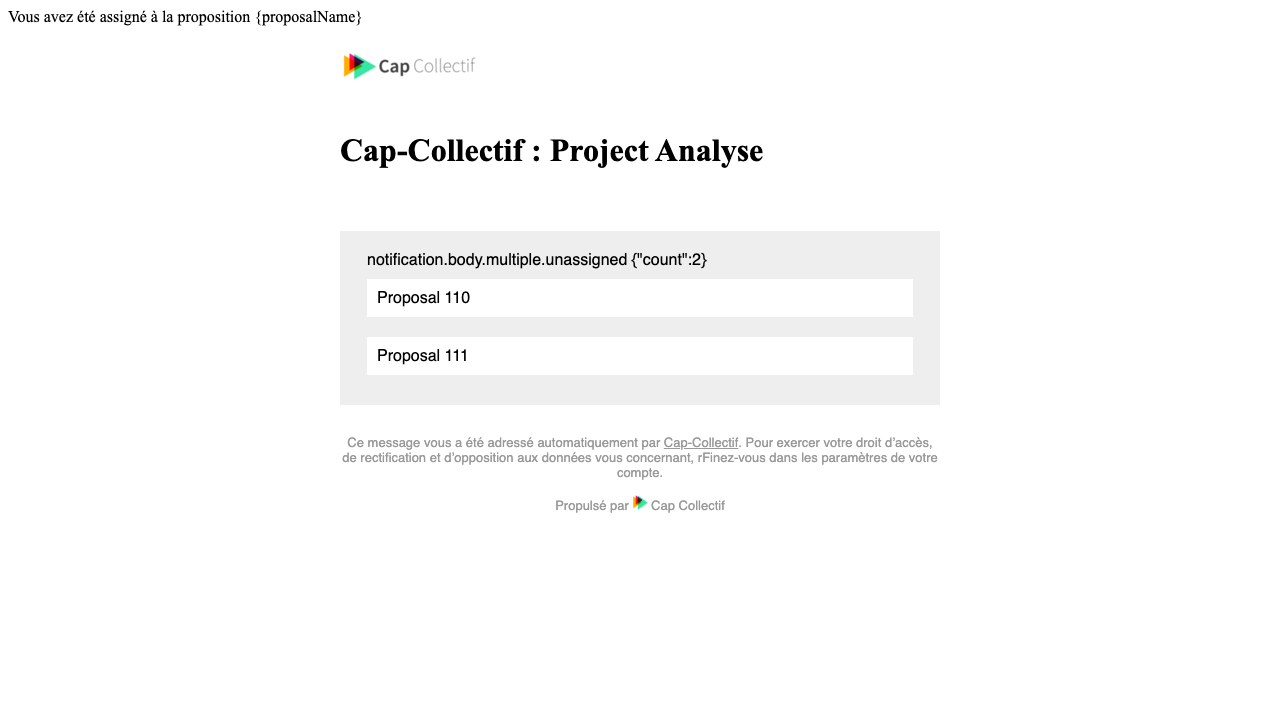 Vous avez été assigné à la proposition {proposalName}
Cap Collectif
Cap-Collectif : Project Analyse
notification.body.multiple.unassigned {"count":2}
Proposal 110
Proposal 111
Ce message vous a été adressé automatiquement par Cap-Collectif. Pour exercer votre droit d’accès,
de rectification et d’opposition aux données vous concernant, rFinez-vous dans les paramètres de votre
compte.
Propulsé par Cap Collectif